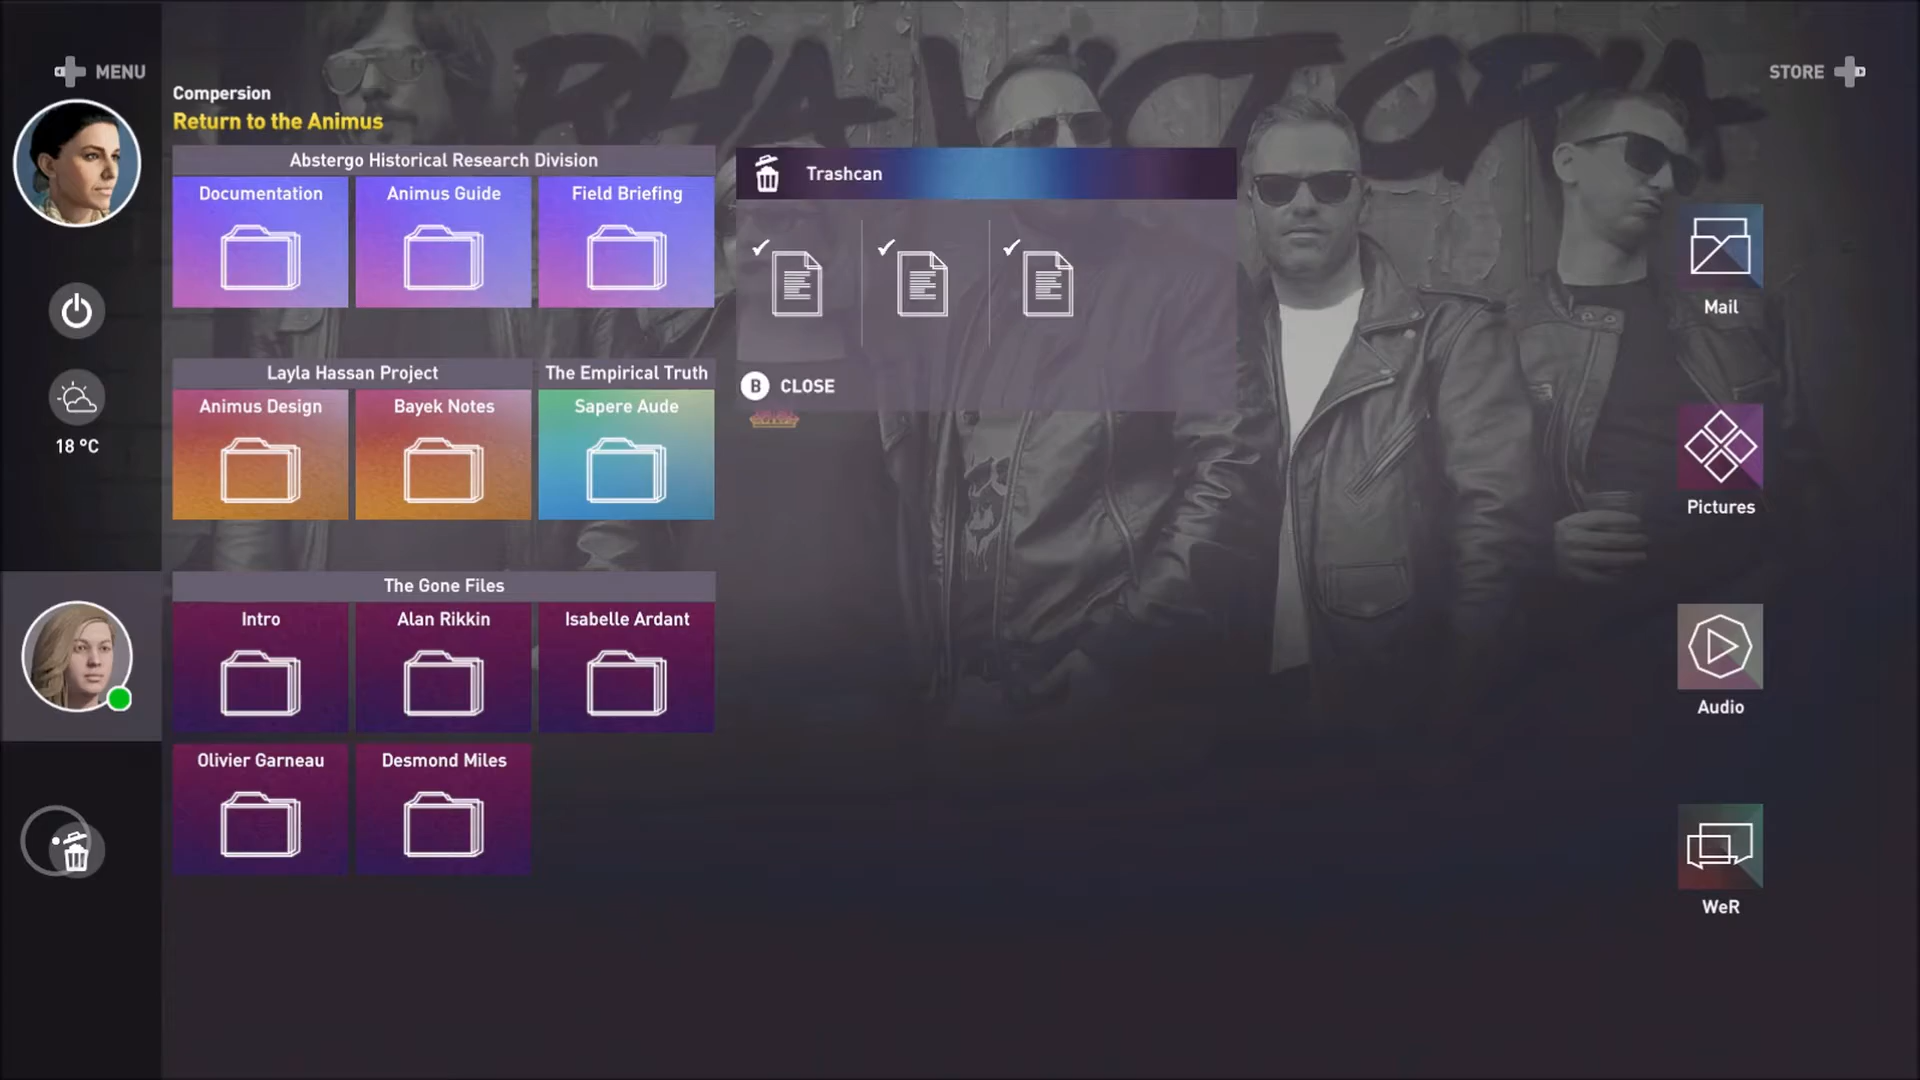 MENU
STORE
Compersion
Return to the Animus
Abstergo Historical Research Division
Documentation
Animus Guide
Field Briefing
Trashcan
B CLOSE
Layla Hassan Project
The Empirical Truth
Animus Design
Bayek Notes
Sapere Aude
18 °C
The Gone Files
Intro
Alan Rikkin
Isabelle Ardant
Olivier Garneau
Desmond Miles
Mail
Pictures
Audio
WeR